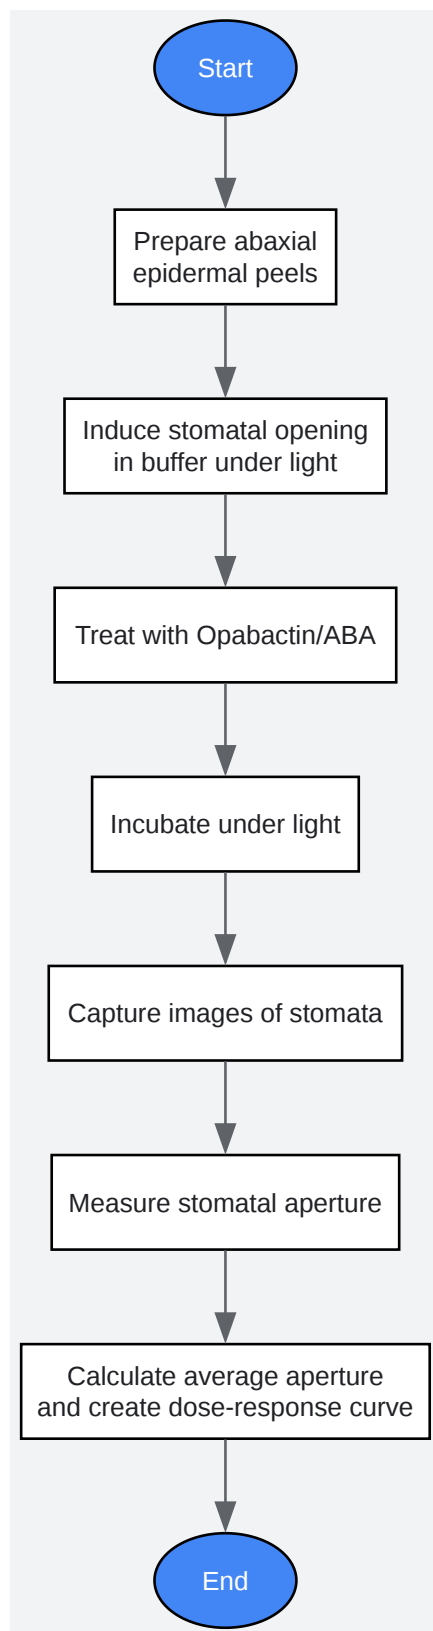 Start
Prepare abaxial
epidermal peels
Induce stomatal opening
in buffer under light
Treat with Opabactin/ABA
Incubate under light
Capture images of stomata
Measure stomatal aperture
Calculate average aperture
and create dose-response curve
End